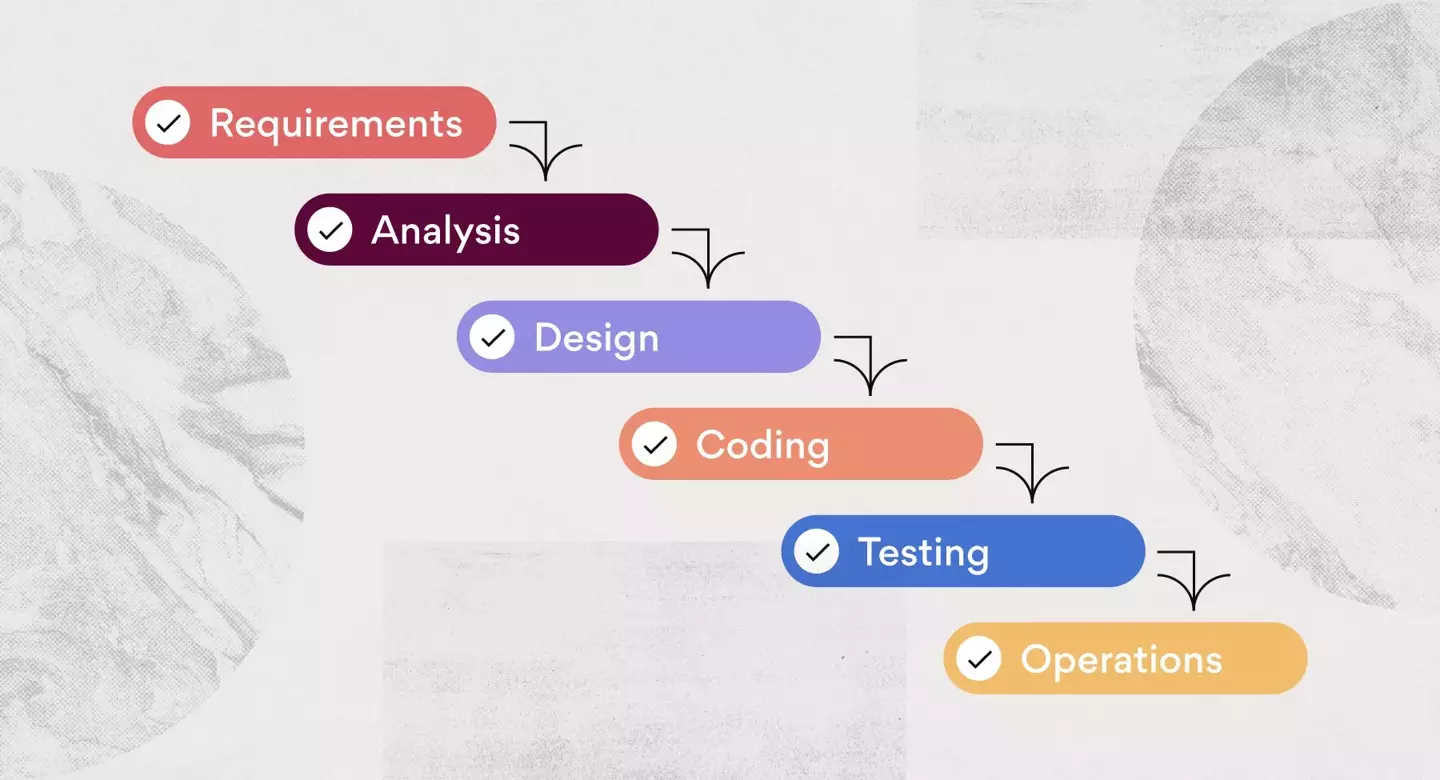 Requirements
Analysis
Design
Coding
Testing
Operations